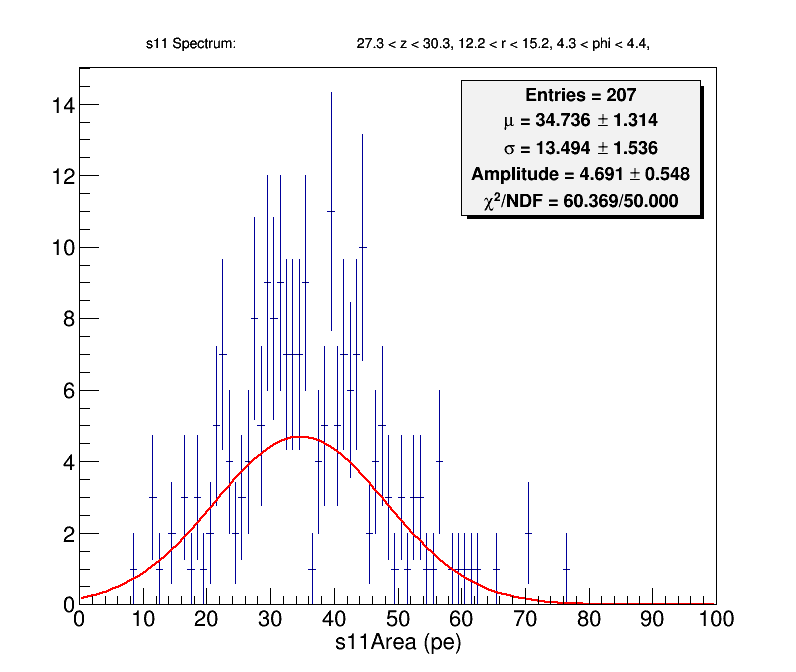 s11 Spectrum: 27.3 < z < 30.3, 12.2 < r < 15.2, 4.3 < phi < 4.4,
Entries = 207
μ = 34.736 ± 1.314
σ = 13.494 ± 1.536
Amplitude = 4.691 ± 0.548
χ²/NDF = 60.369/50.000
14
12
10
8
6
4
2
0
0 10 20 30 40 50 60 70 80 90 100
s11Area (pe)